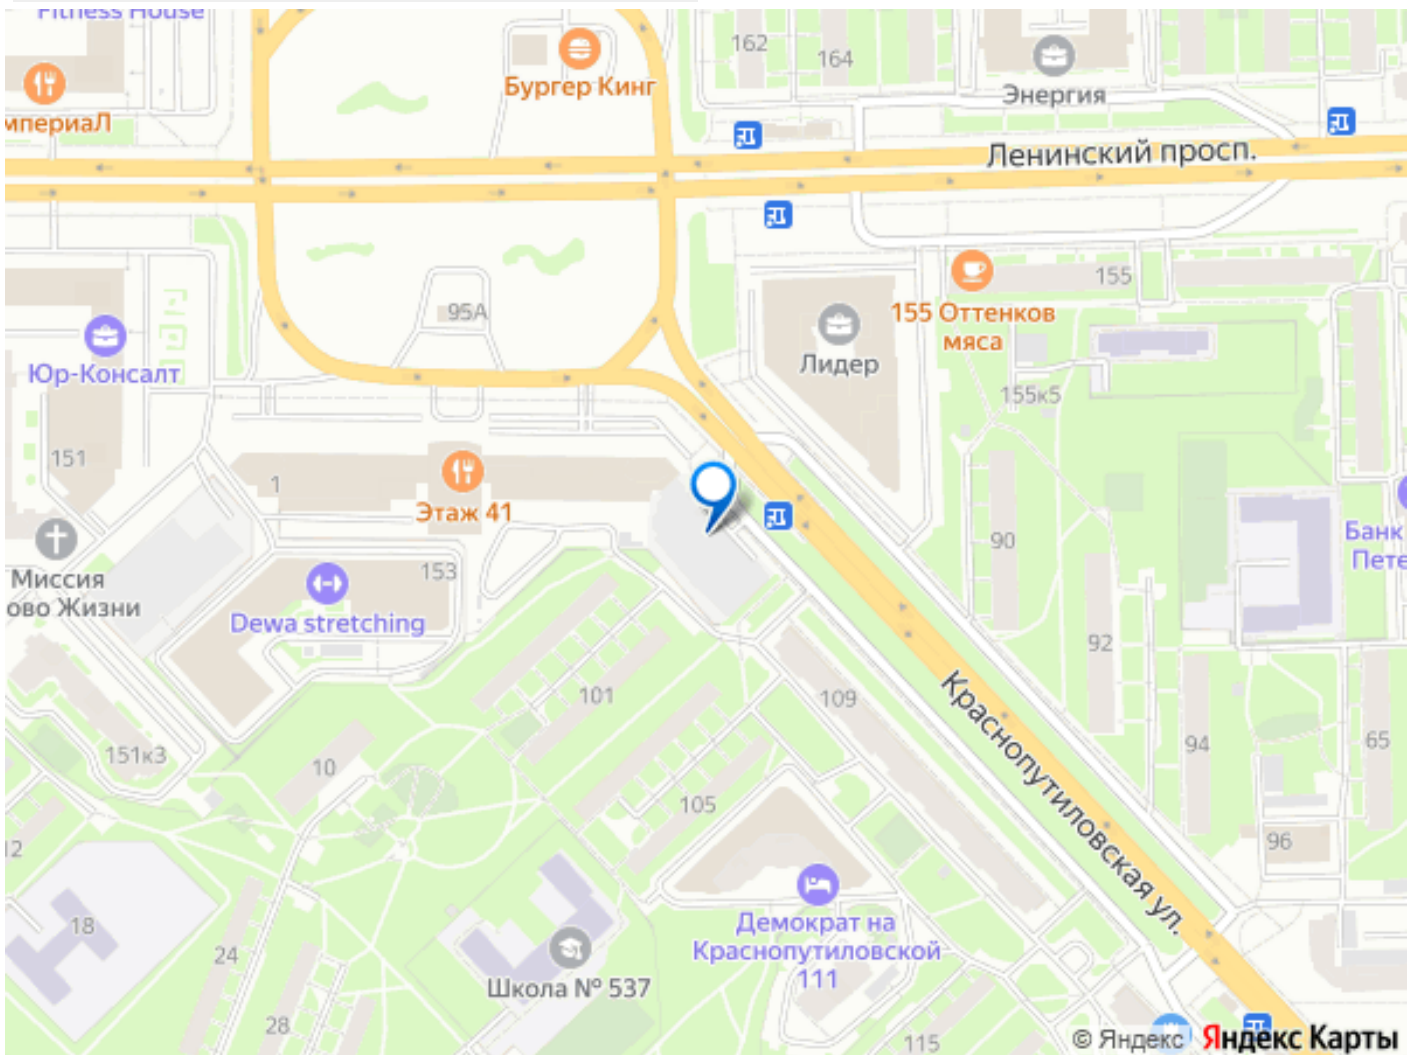 Fitness House
162
164
Бургер Кинг
Энергия
мпериаЛ
Ленинский просп.
155
95А
155 Оттенков
мяса
Юр-Консалт
Лидер
155к5
151
1
Этаж 41
90
Банк
Пете
Миссия
ово Жизни
153
Dewa stretching
92
101
109
Краснопутиловская ул.
94
65
151к3
10
105
96
12
18
24
Демократ на
Краснопутиловской
111
Школа № 537
28
115
© Яндекс Яндекс Карты